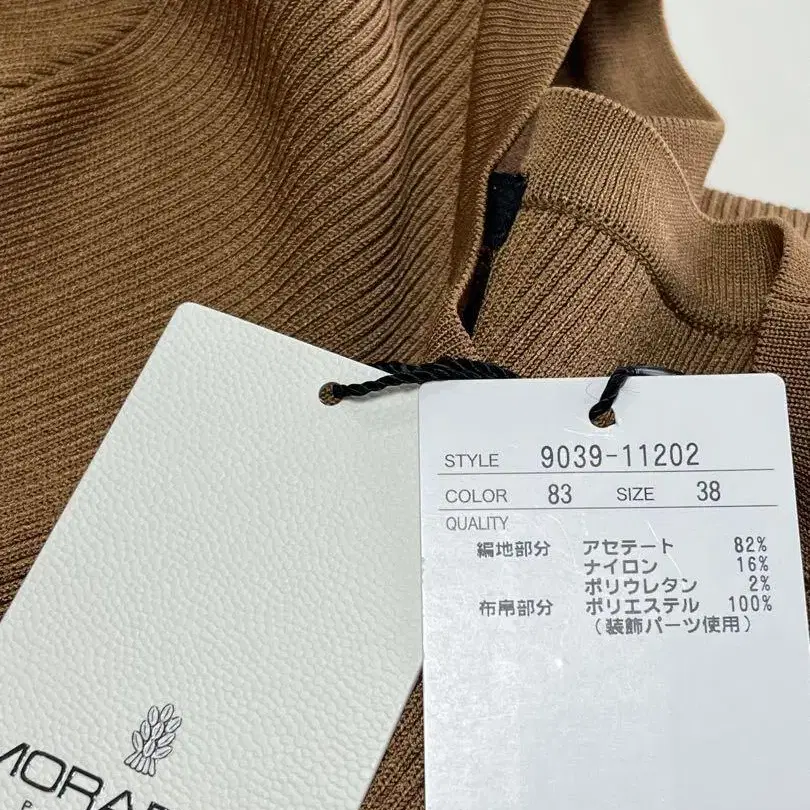 STYLE 9039-11202
COLOR 83 SIZE 38
QUALITY
編地部分 アセテート 82%
ナイロン 16%
ポリウレタン 2%
布帛部分 ポリエステル 100%
(装飾パーツ使用)